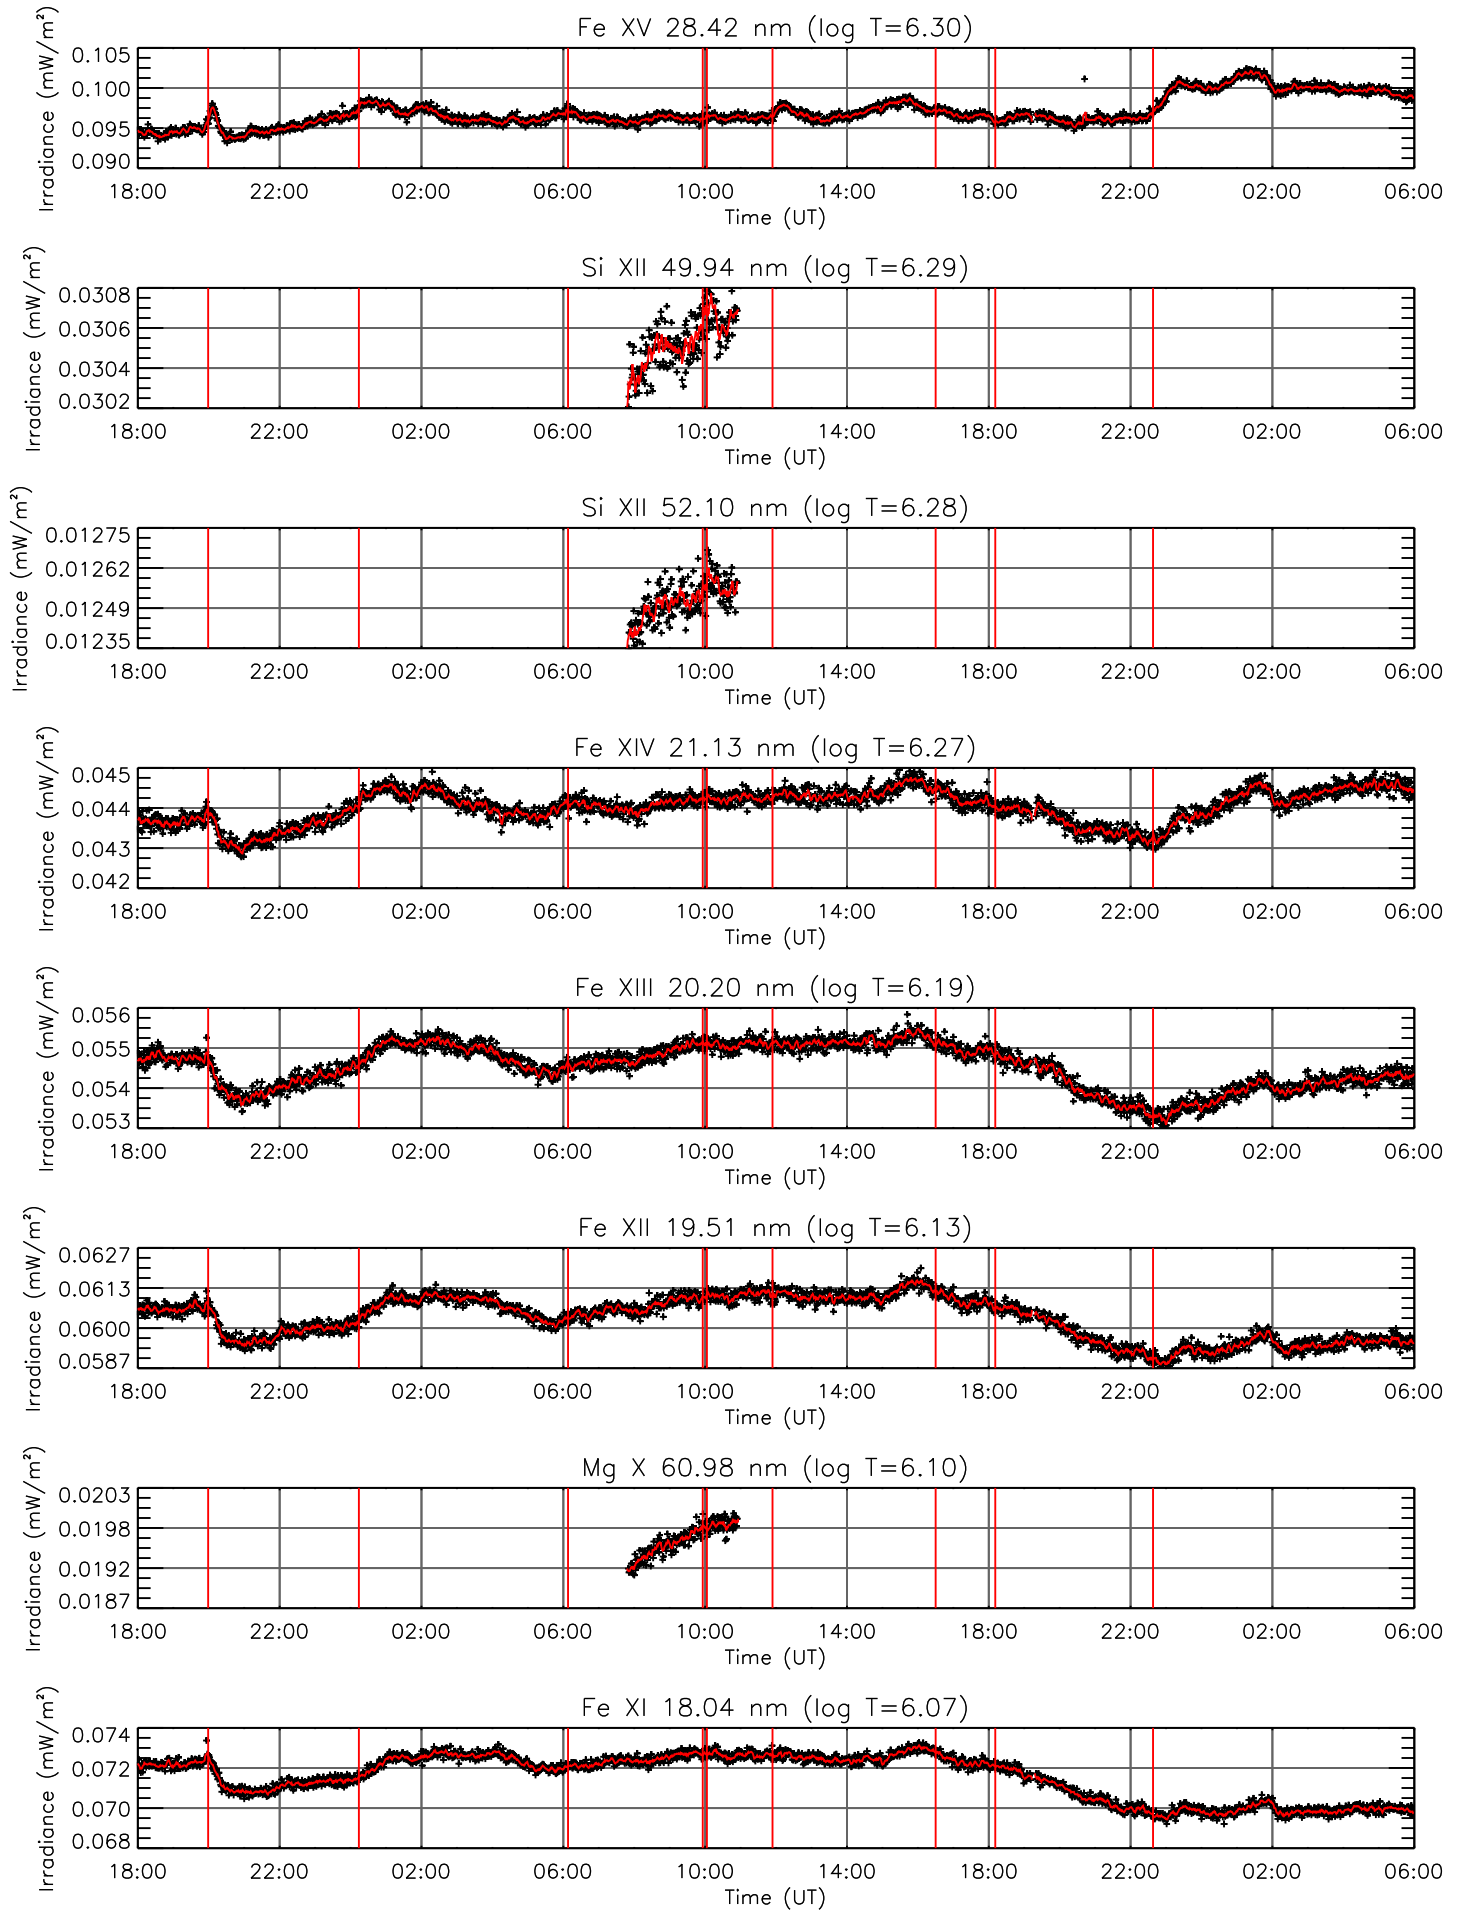 Fe XV 28.42 nm (log T=6.30)
Irradiance (mW/m²)
0.105
0.100
0.095
0.090
18:00 22:00 02:00 06:00 10:00 14:00 18:00 22:00 02:00 06:00
Time (UT)
Si XII 49.94 nm (log T=6.29)
Irradiance (mW/m²)
0.0308
0.0306
0.0304
0.0302
18:00 22:00 02:00 06:00 10:00 14:00 18:00 22:00 02:00 06:00
Time (UT)
Si XII 52.10 nm (log T=6.28)
Irradiance (mW/m²)
0.01275
0.01262
0.01249
0.01235
18:00 22:00 02:00 06:00 10:00 14:00 18:00 22:00 02:00 06:00
Time (UT)
Fe XIV 21.13 nm (log T=6.27)
Irradiance (mW/m²)
0.045
0.044
0.043
0.042
18:00 22:00 02:00 06:00 10:00 14:00 18:00 22:00 02:00 06:00
Time (UT)
Fe XIII 20.20 nm (log T=6.19)
Irradiance (mW/m²)
0.056
0.055
0.054
0.053
18:00 22:00 02:00 06:00 10:00 14:00 18:00 22:00 02:00 06:00
Time (UT)
Fe XII 19.51 nm (log T=6.13)
Irradiance (mW/m²)
0.0627
0.0613
0.0600
0.0587
18:00 22:00 02:00 06:00 10:00 14:00 18:00 22:00 02:00 06:00
Time (UT)
Mg X 60.98 nm (log T=6.10)
Irradiance (mW/m²)
0.0203
0.0198
0.0192
0.0187
18:00 22:00 02:00 06:00 10:00 14:00 18:00 22:00 02:00 06:00
Time (UT)
Fe XI 18.04 nm (log T=6.07)
Irradiance (mW/m²)
0.074
0.072
0.070
0.068
18:00 22:00 02:00 06:00 10:00 14:00 18:00 22:00 02:00 06:00
Time (UT)